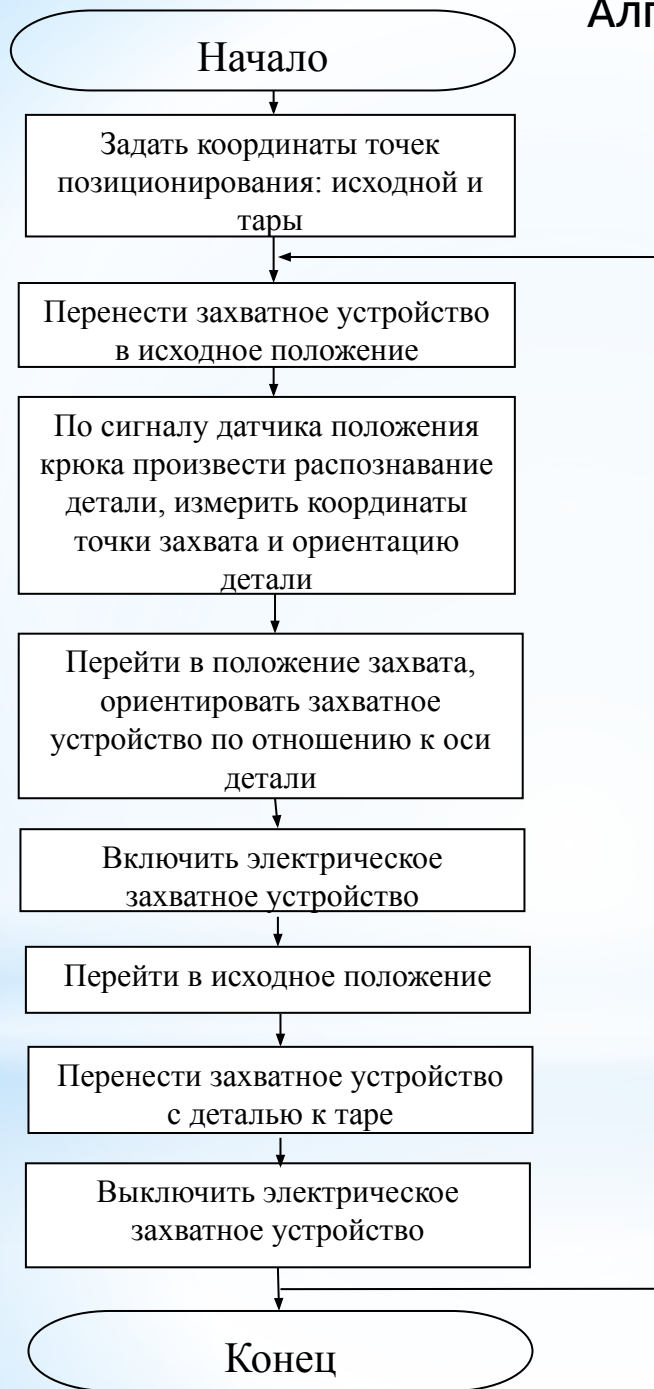 Начало
Задать координаты точек
позиционирования: исходной и
тары
Перенести захватное устройство
в исходное положение
По сигналу датчика положения
крюка произвести распознавание
детали, измерить координаты
точки захвата и ориентацию
детали
Перейти в положение захвата,
ориентировать захватное
устройство по отношению к оси
детали
Включить электрическое
захватное устройство
Перейти в исходное положение
Перенести захватное устройство
с деталью к таре
Выключить электрическое
захватное устройство
Конец